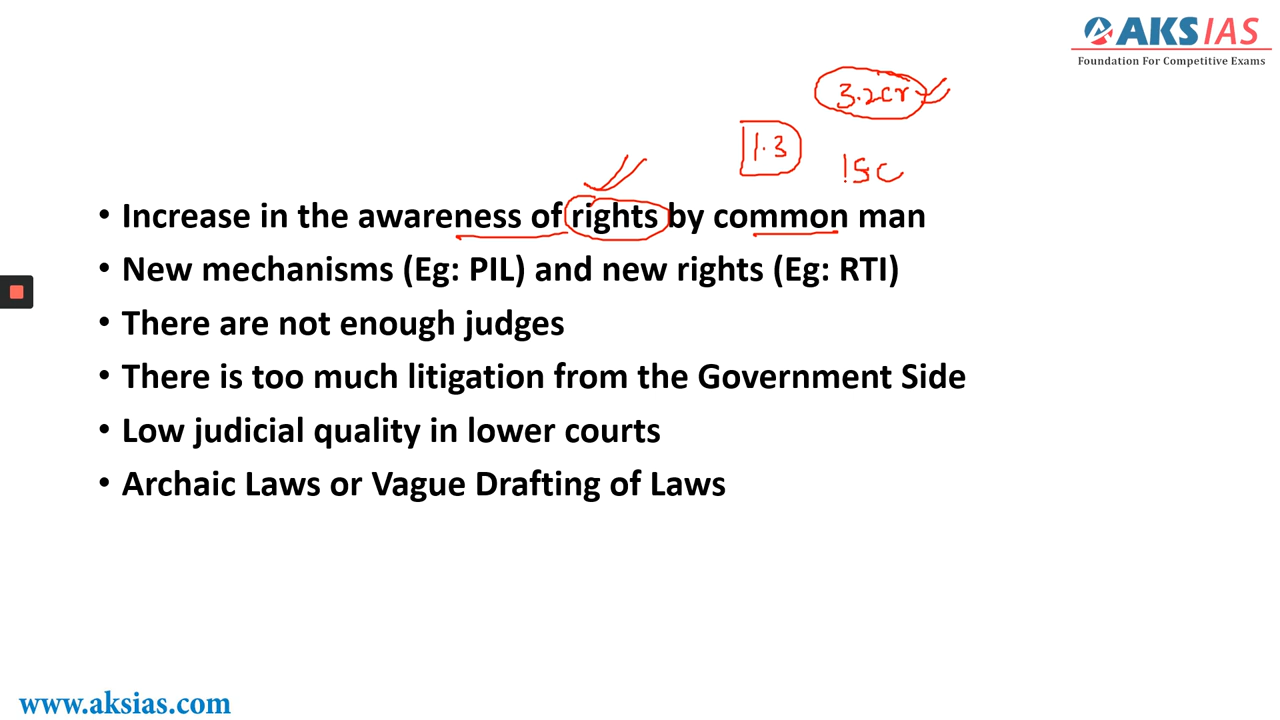 AKS IAS
Foundation For Competitive Exams
3.2cr
1.3
• Increase in the awareness of rights by common man
• New mechanisms (Eg: PIL) and new rights (Eg: RTI)
• There are not enough judges
• There is too much litigation from the Government Side
• Low judicial quality in lower courts
• Archaic Laws or Vague Drafting of Laws
www.aksias.com